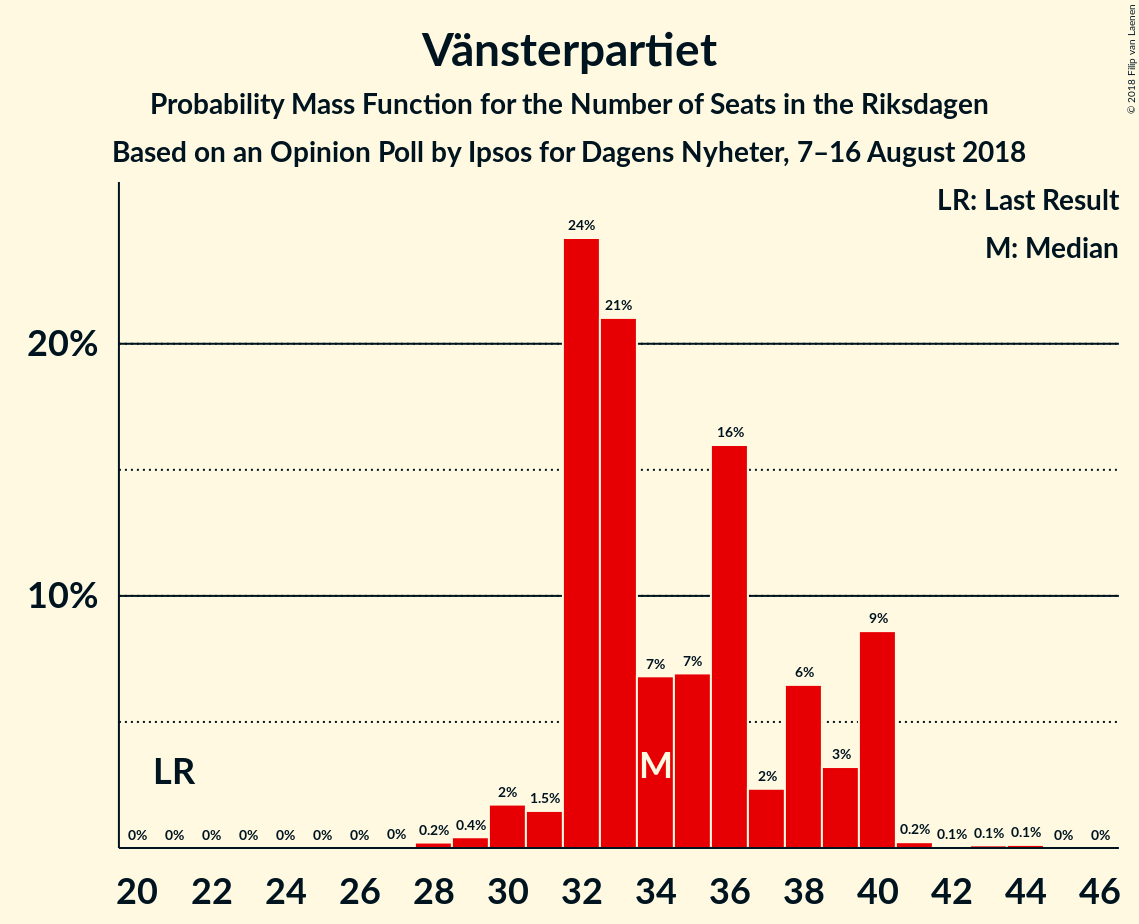 Vänsterpartiet
Probability Mass Function for the Number of Seats in the Riksdagen
Based on an Opinion Poll by Ipsos for Dagens Nyheter, 7–16 August 2018
© 2018 Filip van Laenen
LR: Last Result
M: Median
24%
21%
20%
16%
10%
9%
7% 7%
6%
3%
LR M
2% 1.5% 2%
0% 0% 0% 0% 0% 0% 0% 0% 0.2% 0.4% 0.2% 0.1% 0.1% 0.1% 0% 0%
20 22 24 26 28 30 32 34 36 38 40 42 44 46